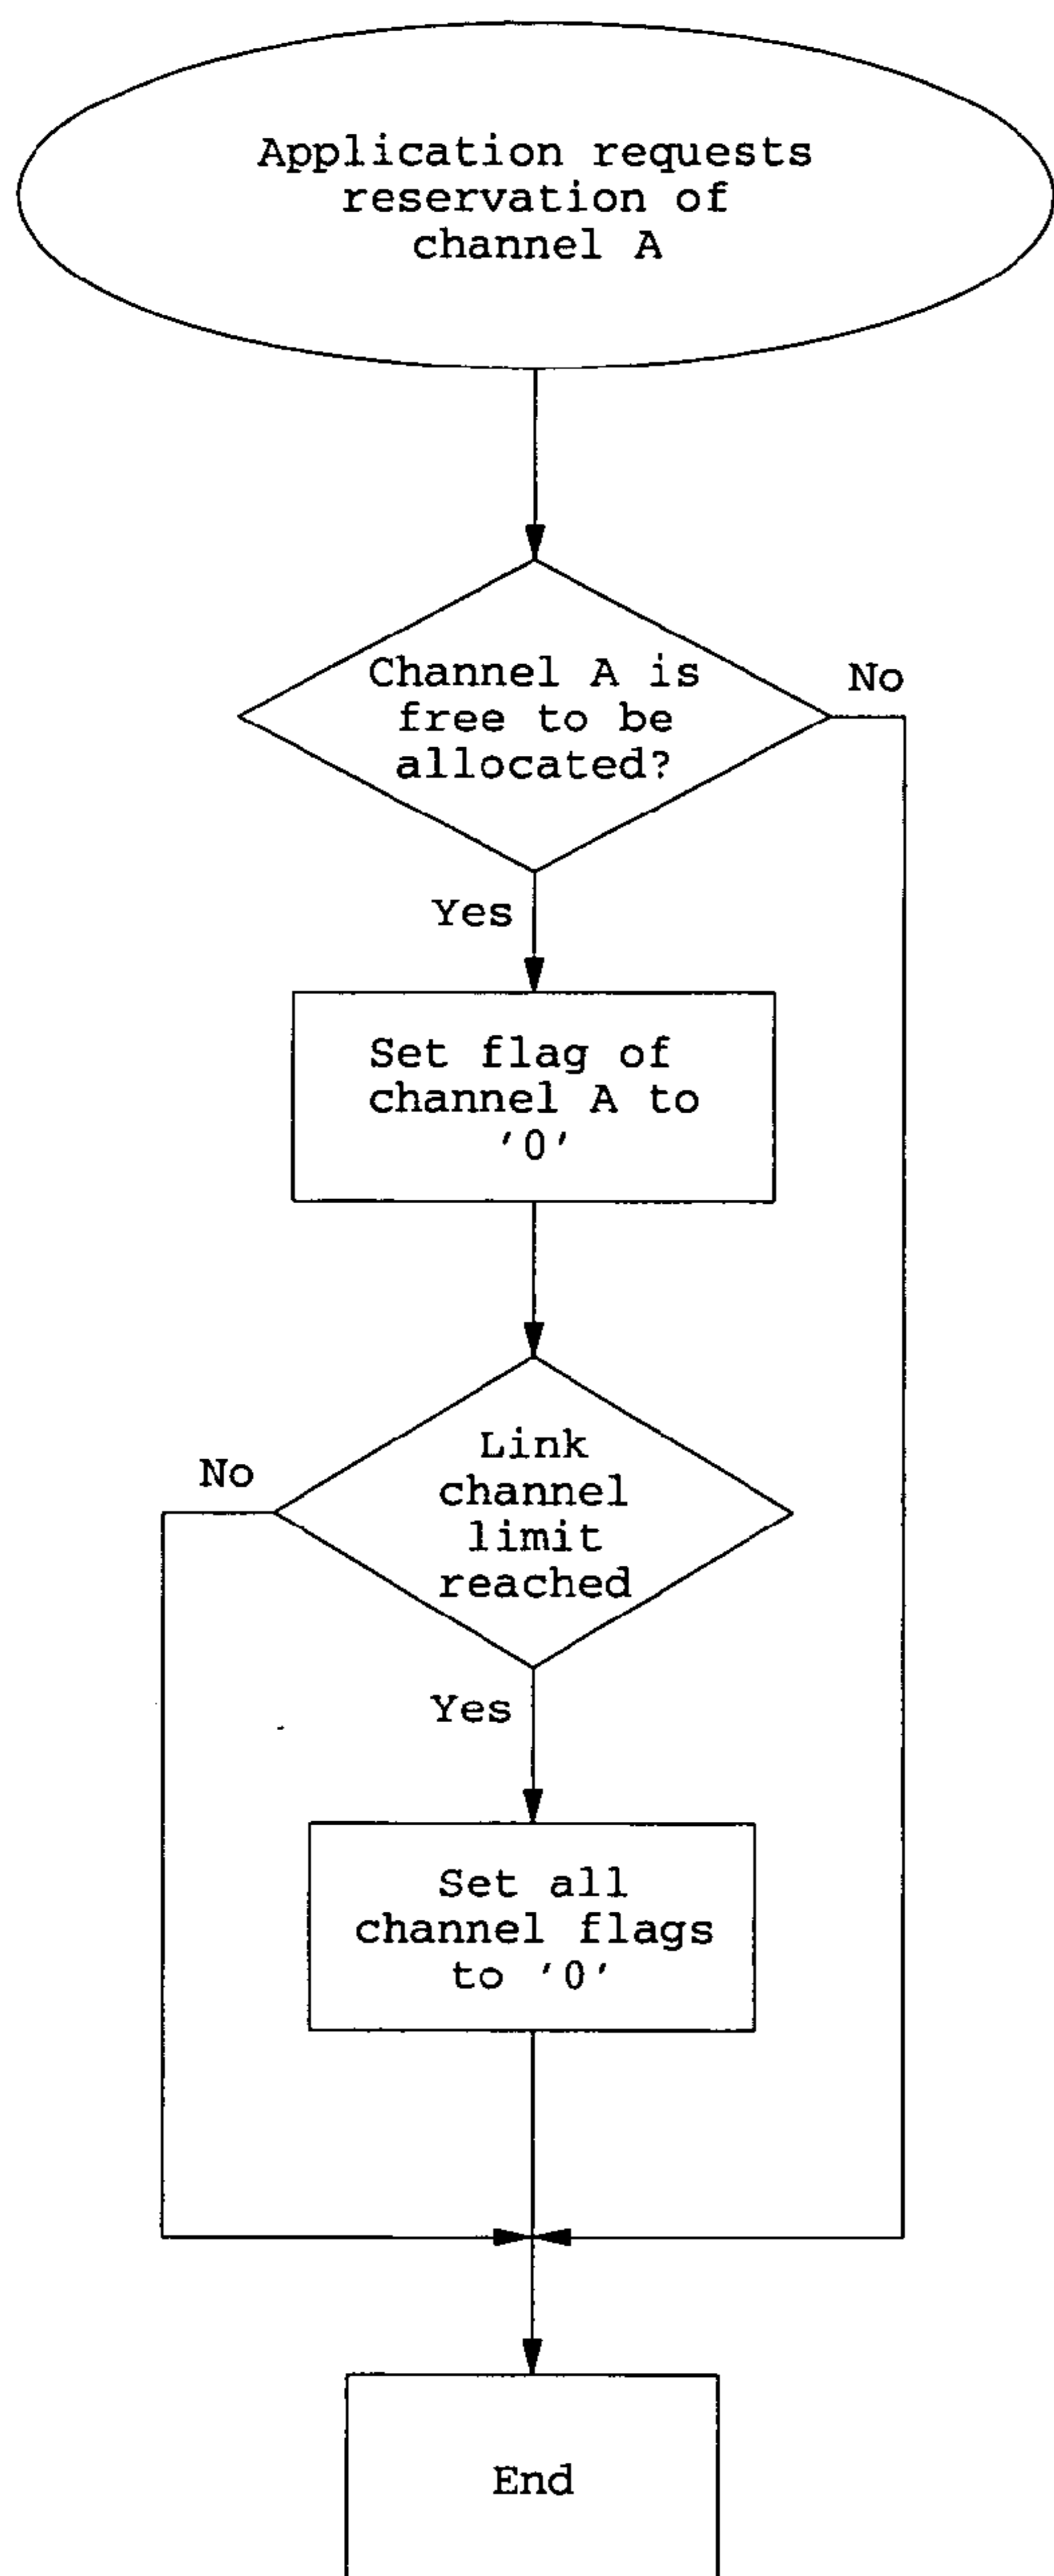 Application requests
reservation of
channel A
Channel A is
free to be
allocated?
No
Yes
Set flag of
channel A to
'0'
Link
channel
limit
reached
No
Yes
Set all
channel flags
to '0'
End